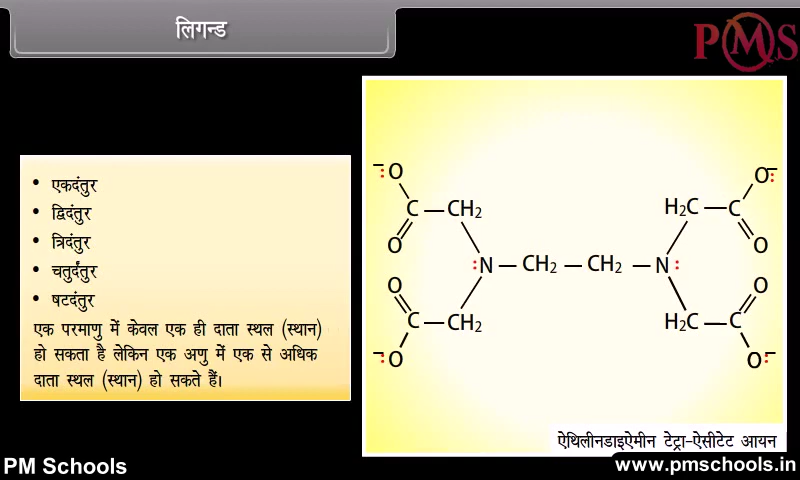 लिगन्ड
PMS
• एकदंतुर
• द्विदंतुर
• त्रिदंतुर
• चतुर्दंतुर
• षटदंतुर
एक परमाणु में केवल एक ही दाता स्थल (स्थान)
हो सकता है लेकिन एक अणु में एक से अधिक
दाता स्थल (स्थान) हो सकते हैं।
–:O O:–
C – CH2 H2C – C
O O
:N – CH2 – CH2 – N:
O O
C – CH2 H2C – C
–:O O:–
ऐथिलीनडाइऐमीन टेट्रा-ऐसीटेट आयन
PM Schools
www.pmschools.in